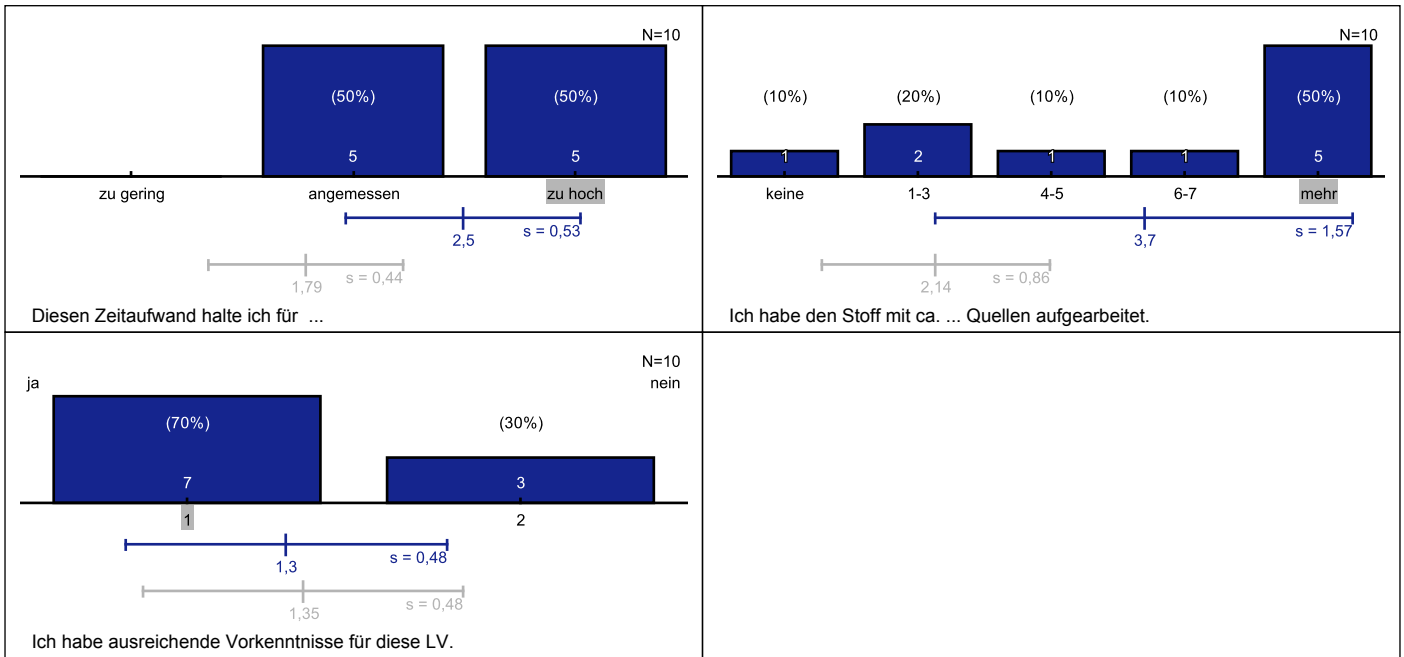 N=10
(50%) (50%)
5 5
zu gering angemessen zu hoch
2,5 s = 0,53
1,79 s = 0,44
Diesen Zeitaufwand halte ich für ...
N=10
(10%) (20%) (10%) (10%) (50%)
1 2 1 1 5
keine 1-3 4-5 6-7 mehr
3,7 s = 1,57
2,14 s = 0,86
Ich habe den Stoff mit ca. ... Quellen aufgearbeitet.
N=10
ja nein
(70%) (30%)
7 3
1 2
1,3 s = 0,48
1,35 s = 0,48
Ich habe ausreichende Vorkenntnisse für diese LV.